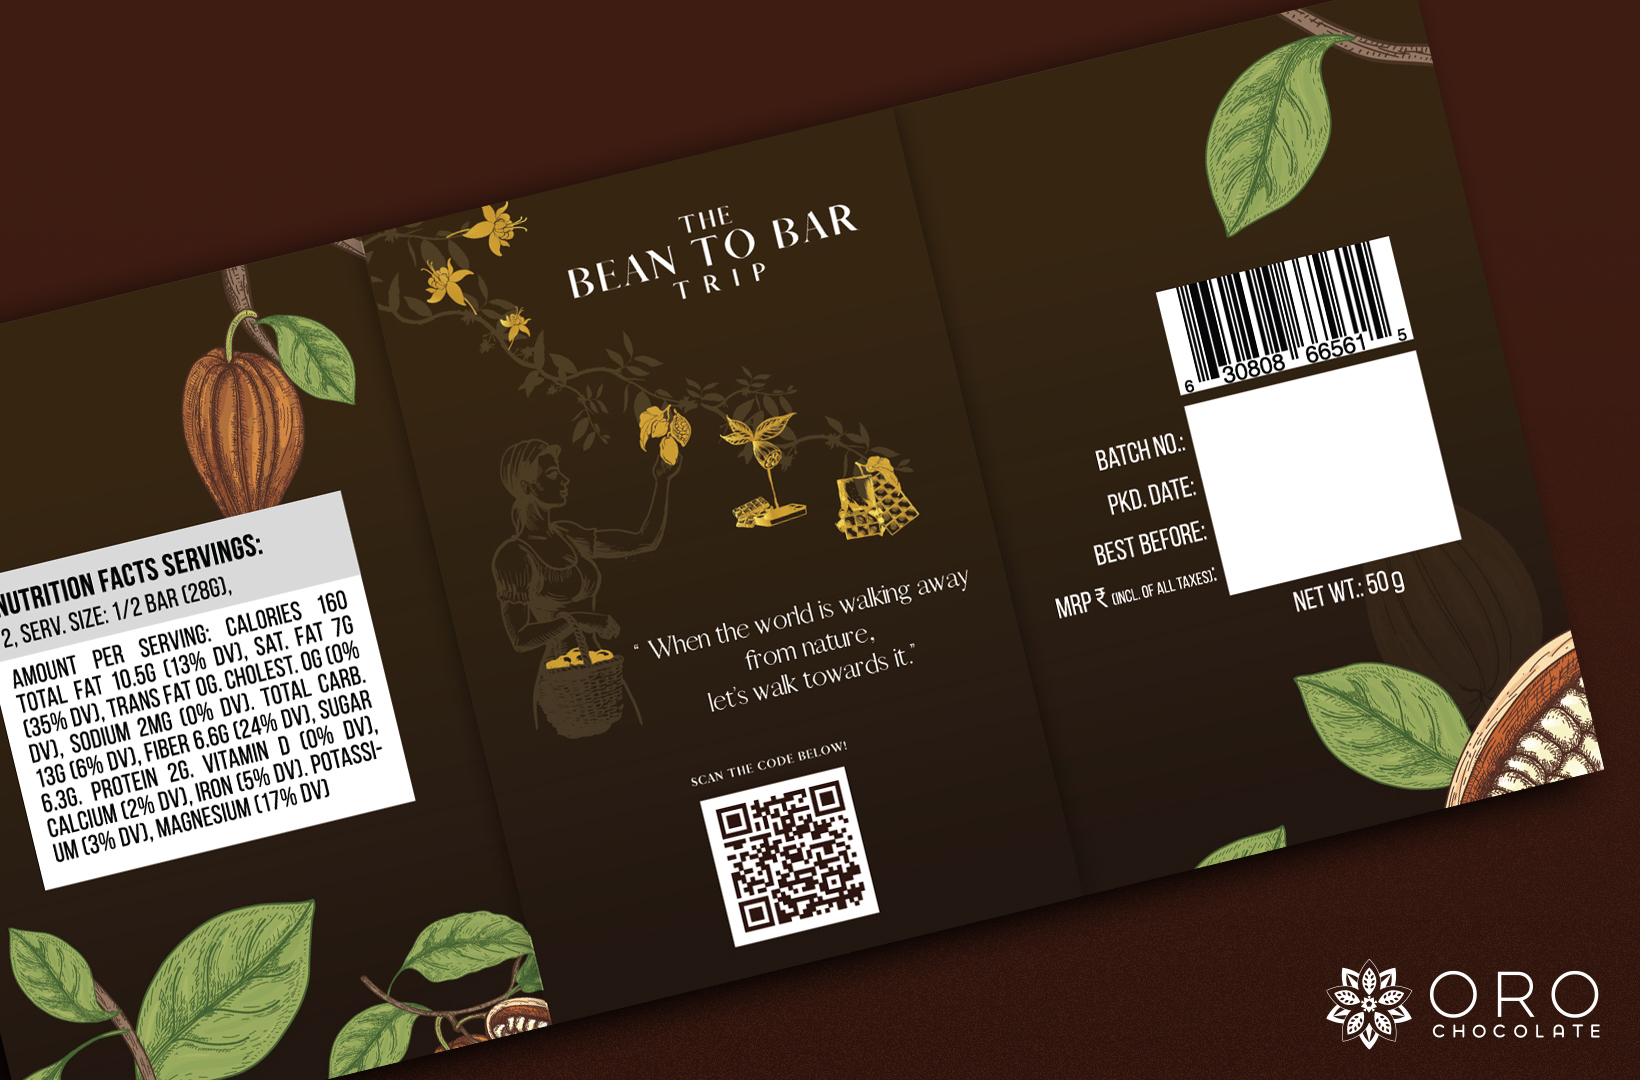 NUTRITION FACTS SERVINGS:
2, SERV. SIZE: 1/2 BAR (28G),
AMOUNT PER SERVING: CALORIES 160
TOTAL FAT 10.5G (13% DV), SAT. FAT 7G
(35% DV), TRANS FAT 0G. CHOLEST. 0G (0%
DV), SODIUM 2MG (0% DV). TOTAL CARB.
13G (6% DV), FIBER 6.6G (24% DV), SUGAR
6.3G. PROTEIN 2G. VITAMIN D (0% DV),
CALCIUM (2% DV), IRON (5% DV). POTASSI-
UM (3% DV), MAGNESIUM (17% DV)
THE
BEAN TO BAR
TRIP
“ When the world is walking away
from nature,
let's walk towards it.”
SCAN THE CODE BELOW!
6 30808 66561 5
BATCH NO.:
PKD. DATE:
BEST BEFORE:
MRP ₹ (INCL. OF ALL TAXES):
NET WT.: 50 g
ORO
CHOCOLATE